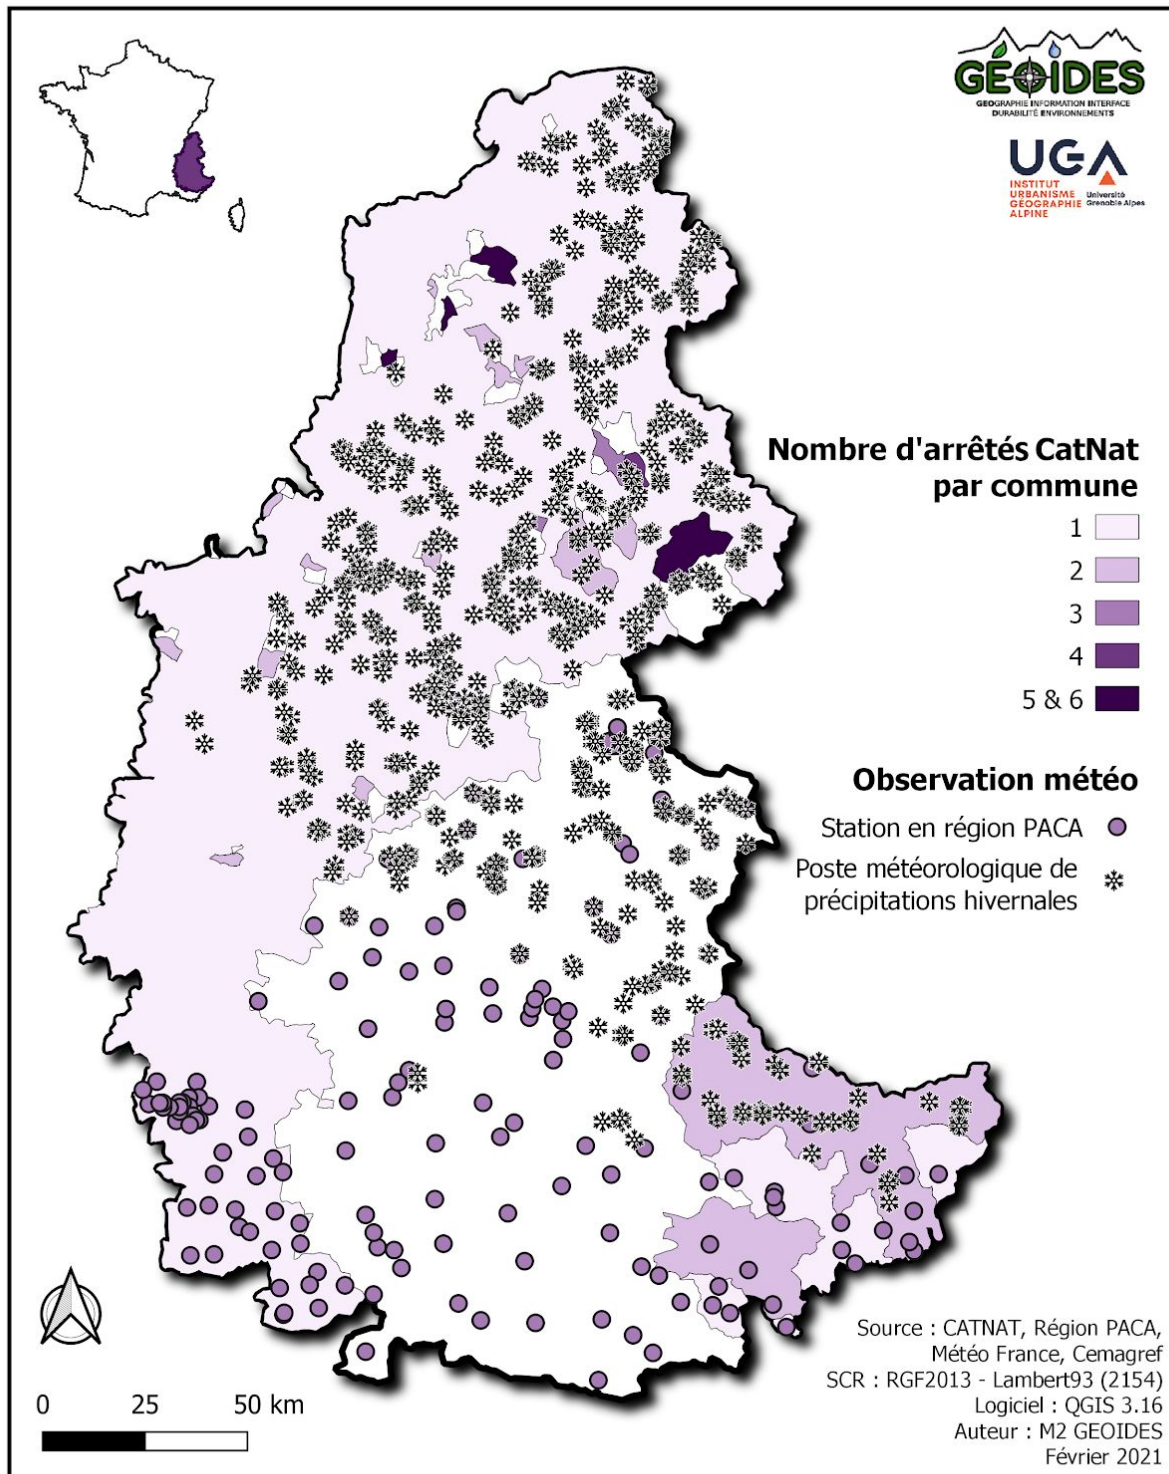 GÉOIDES
GEOGRAPHIE INFORMATION INTERFACE
DURABILITÉ ENVIRONNEMENTS
UGA
INSTITUT
URBANISME
GÉOGRAPHIE
ALPINE
Université
Grenoble Alpes
Nombre d'arrêtés CatNat
par commune
1
2
3
4
5 & 6
Observation météo
Station en région PACA
Poste météorologique de
précipitations hivernales
0 25 50 km
Source : CATNAT, Région PACA,
Météo France, Cemagref
SCR : RGF2013 - Lambert93 (2154)
Logiciel : QGIS 3.16
Auteur : M2 GEOIDES
Février 2021